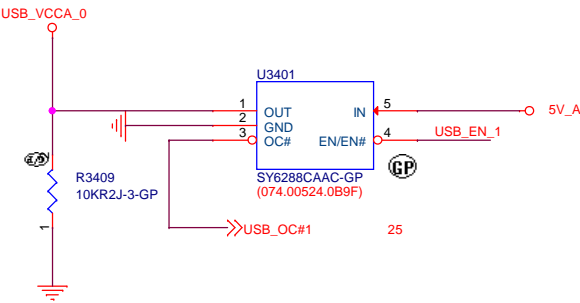 USB_VCCA_0
U3401
1 OUT IN 5 5V_A
2 GND
3 OC# EN/EN# 4 USB_EN_1
SY6288CAAC-GP
(074.00524.0B9F)
GP
R3409
10KR2J-3-GP
1
USB_OC#1 25